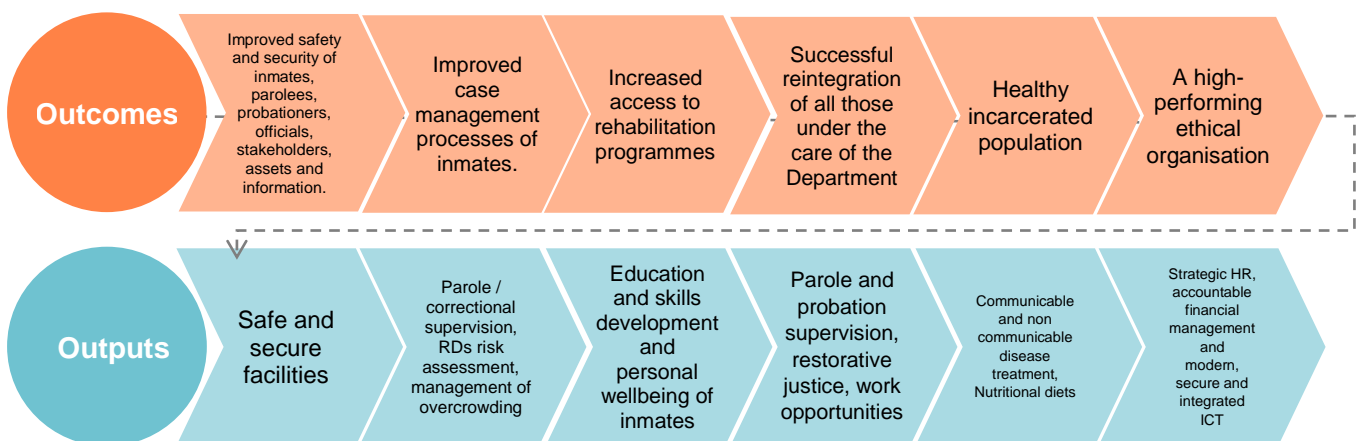 Outcomes
Improved safety
and security of
inmates,
parolees,
probationers,
officials,
stakeholders,
assets and
information.
Improved
case
management
processes of
inmates.
Increased
access to
rehabilitation
programmes
Successful
reintegration
of all those
under the
care of the
Department
Healthy
incarcerated
population
A high-
performing
ethical
organisation
Outputs
Safe and
secure
facilities
Parole /
correctional
supervision,
RDs risk
assessment,
management of
overcrowding
Education
and skills
development
and
personal
wellbeing of
inmates
Parole and
probation
supervision,
restorative
justice, work
opportunities
Communicable
and non
communicable
disease
treatment,
Nutritional diets
Strategic HR,
accountable
financial
management
and
modern,
secure and
integrated
ICT